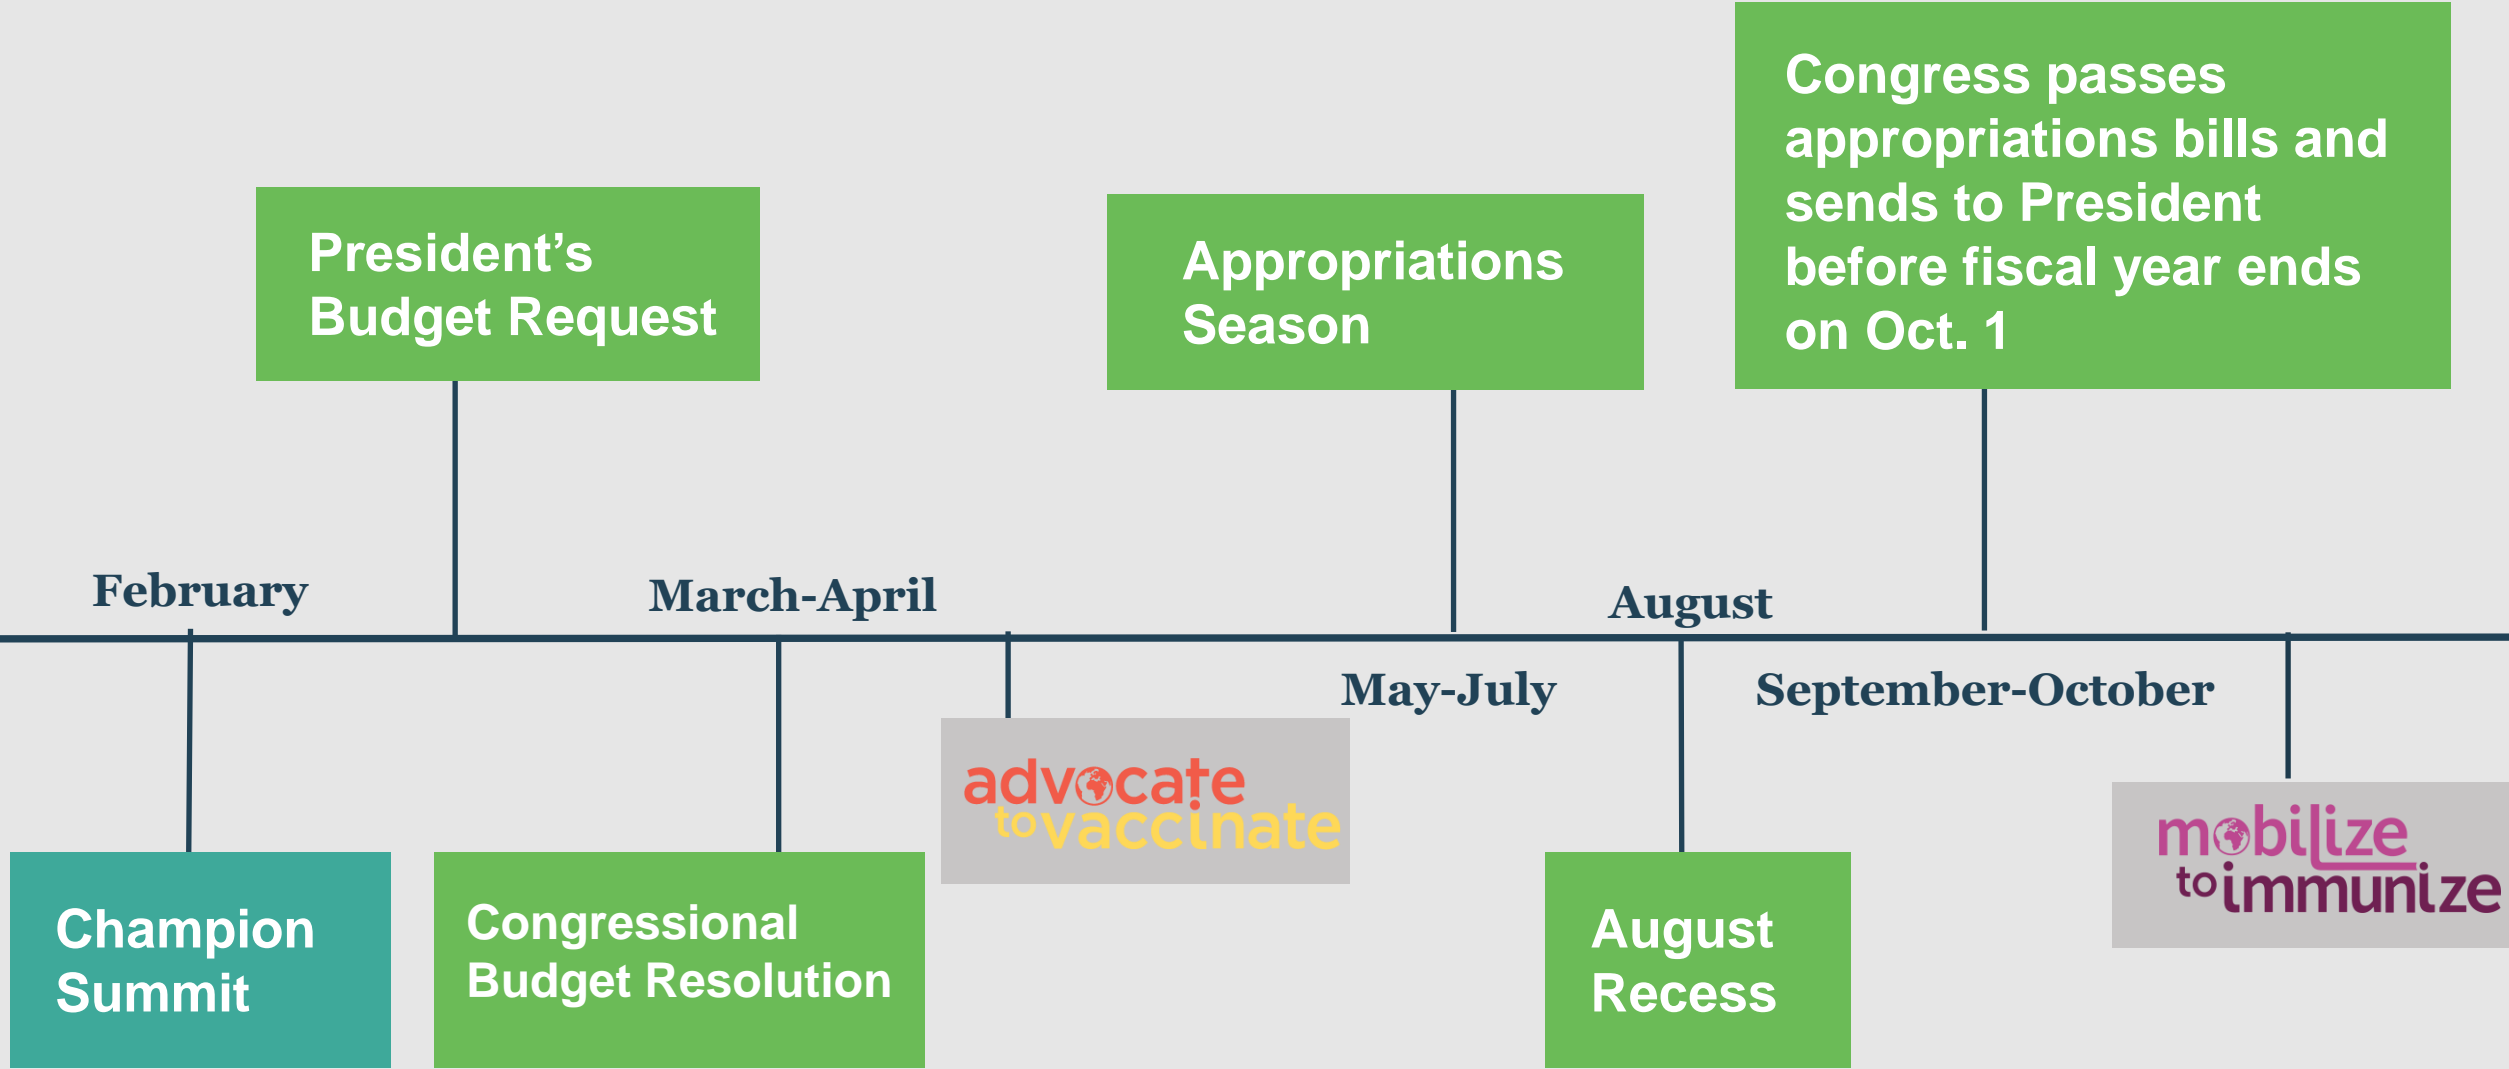 Congress passes
appropriations bills and
sends to President
before fiscal year ends
on Oct. 1
President’s
Budget Request
Appropriations
Season
February
March-April
August
May-July
September-October
advocate
to vaccinate
mobilize
to immunize
Champion
Summit
Congressional
Budget Resolution
August
Recess